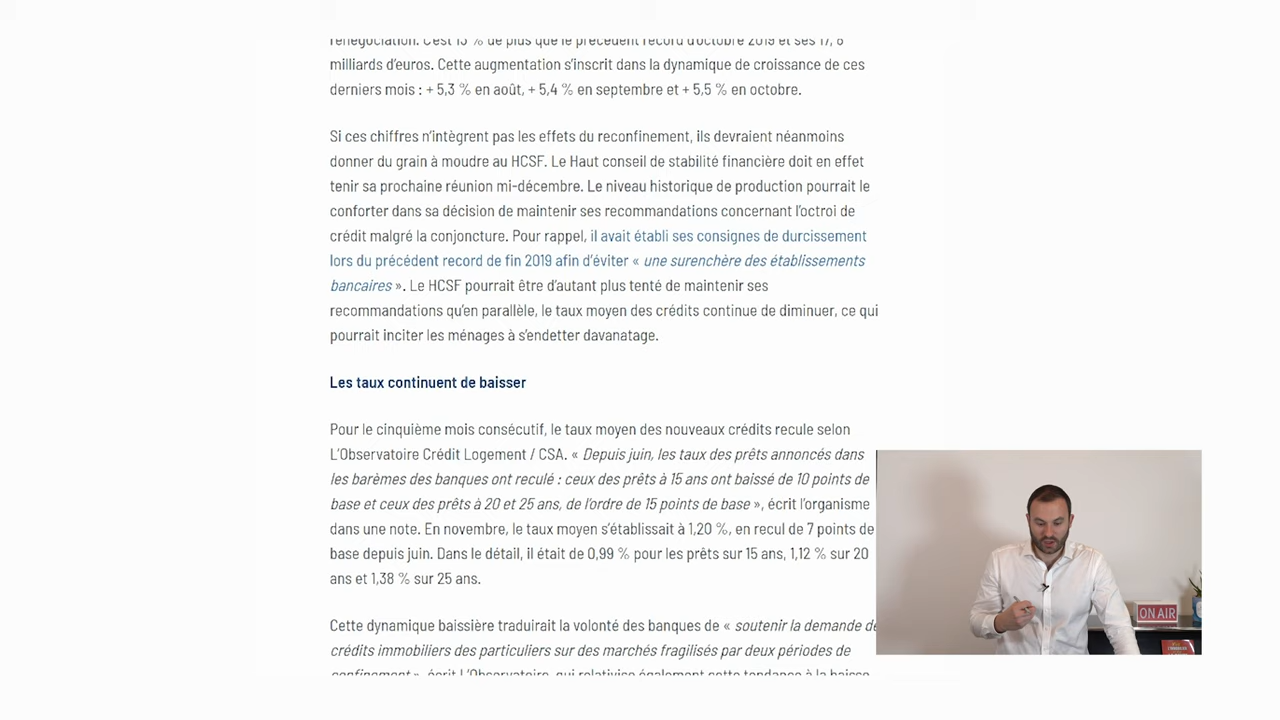 renégociation. C'est 15 % de plus que le précédent record d'octobre 2019 et ses 17, 8
milliards d'euros. Cette augmentation s'inscrit dans la dynamique de croissance de ces
derniers mois : + 5,3 % en août, + 5,4 % en septembre et + 5,5 % en octobre.
Si ces chiffres n'intègrent pas les effets du reconfinement, ils devraient néanmoins
donner du grain à moudre au HCSF. Le Haut conseil de stabilité financière doit en effet
tenir sa prochaine réunion mi-décembre. Le niveau historique de production pourrait le
conforter dans sa décision de maintenir ses recommandations concernant l'octroi de
crédit malgré la conjoncture. Pour rappel, il avait établi ses consignes de durcissement
lors du précédent record de fin 2019 afin d'éviter « une surenchère des établissements
bancaires ». Le HCSF pourrait être d'autant plus tenté de maintenir ses
recommandations qu'en parallèle, le taux moyen des crédits continue de diminuer, ce qui
pourrait inciter les ménages à s'endetter davanatage.
Les taux continuent de baisser
Pour le cinquième mois consécutif, le taux moyen des nouveaux crédits recule selon
L'Observatoire Crédit Logement / CSA. « Depuis juin, les taux des prêts annoncés dans
les barèmes des banques ont reculé : ceux des prêts à 15 ans ont baissé de 10 points de
base et ceux des prêts à 20 et 25 ans, de l'ordre de 15 points de base », écrit l'organisme
dans une note. En novembre, le taux moyen s'établissait à 1,20 %, en recul de 7 points de
base depuis juin. Dans le détail, il était de 0,99 % pour les prêts sur 15 ans, 1,12 % sur 20
ans et 1,38 % sur 25 ans.
Cette dynamique baissière traduirait la volonté des banques de « soutenir la demande de
crédits immobiliers des particuliers sur des marchés fragilisés par deux périodes de
confinement », écrit L'Observatoire, qui relativise également cette tendance à la baisse
ON AIR